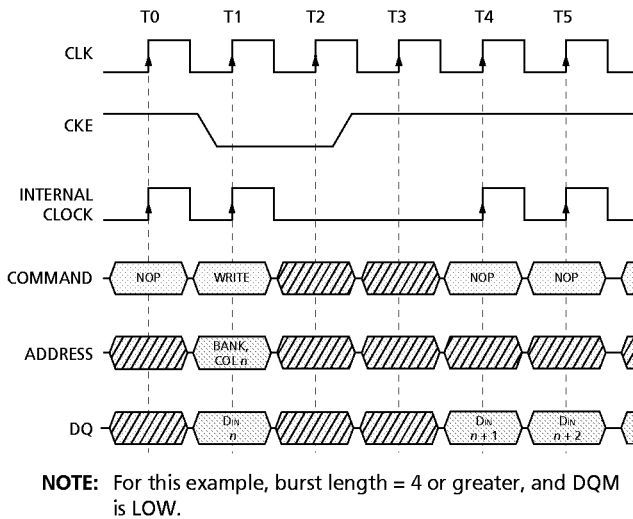 T0 T1 T2 T3 T4 T5
CLK
CKE
INTERNAL
CLOCK
COMMAND NOP WRITE NOP NOP
ADDRESS BANK,
COL n
DQ DIN DIN DIN
n n + 1 n + 2
NOTE: For this example, burst length = 4 or greater, and DQM
is LOW.